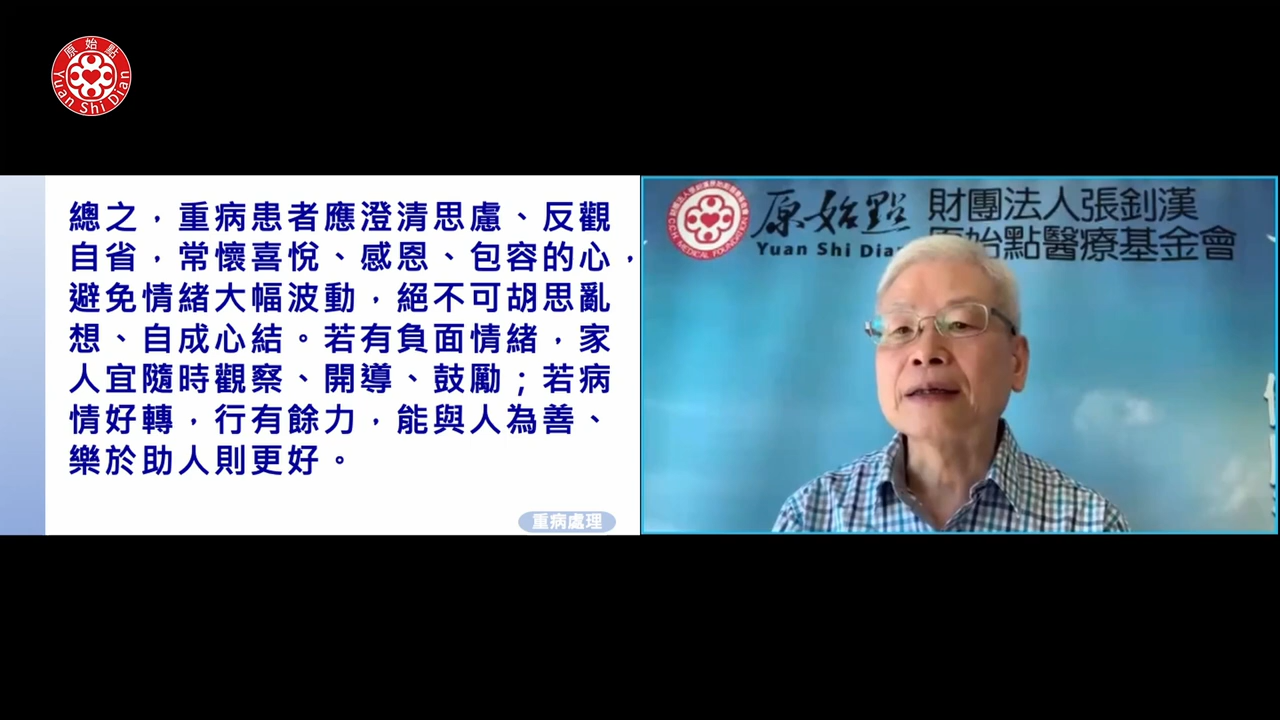 原始點
Yuan Shi Dian
總之，重病患者應澄清思慮、反觀
自省，常懷喜悅、感恩、包容的心，
避免情緒大幅波動，絕不可胡思亂
想、自成心結。若有負面情緒，家
人宜隨時觀察、開導、鼓勵；若病
情好轉，行有餘力，能與人為善、
樂於助人則更好。
重病處理
原始點
Yuan Shi Dian
財團法人張釗漢
原始點醫療基金會
C.C.H. MEDICAL FOUNDATION